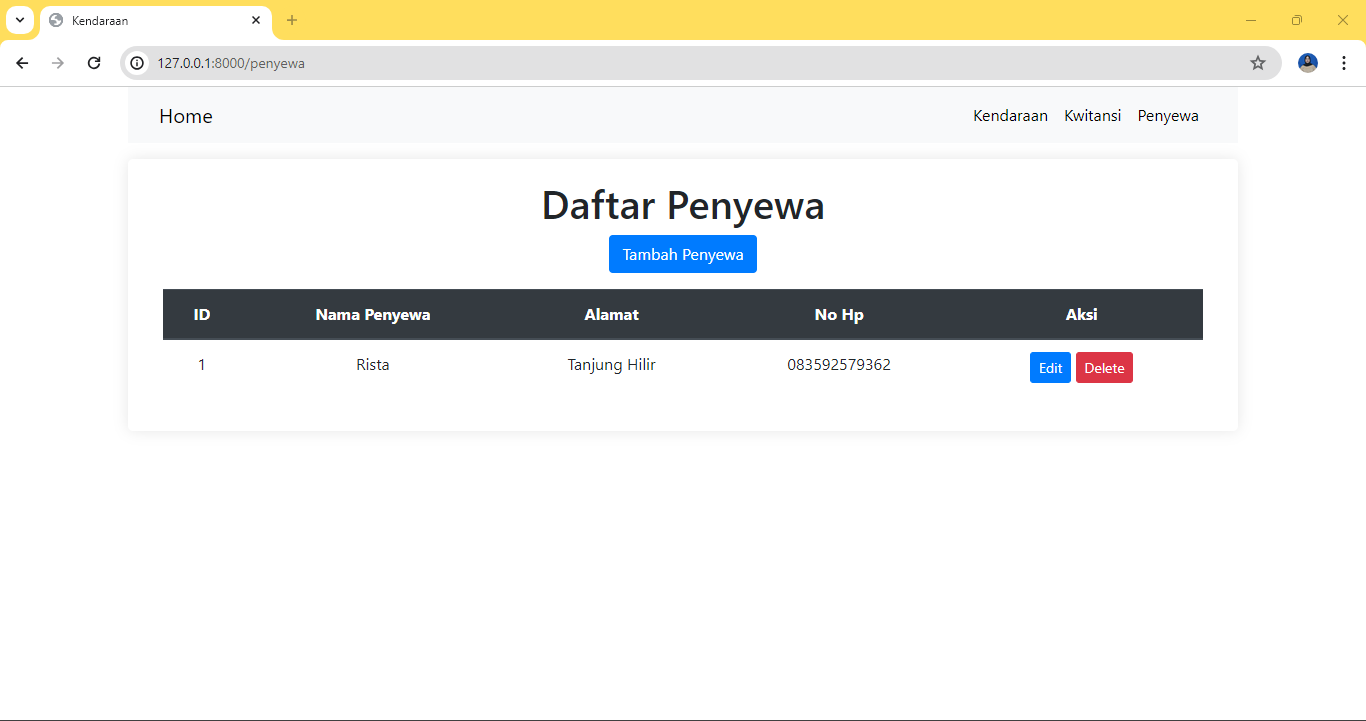 Kendaraan
127.0.0.1:8000/penyewa
Home Kendaraan Kwitansi Penyewa
Daftar Penyewa
Tambah Penyewa
ID Nama Penyewa Alamat No Hp Aksi
1 Rista Tanjung Hilir 083592579362 Edit Delete